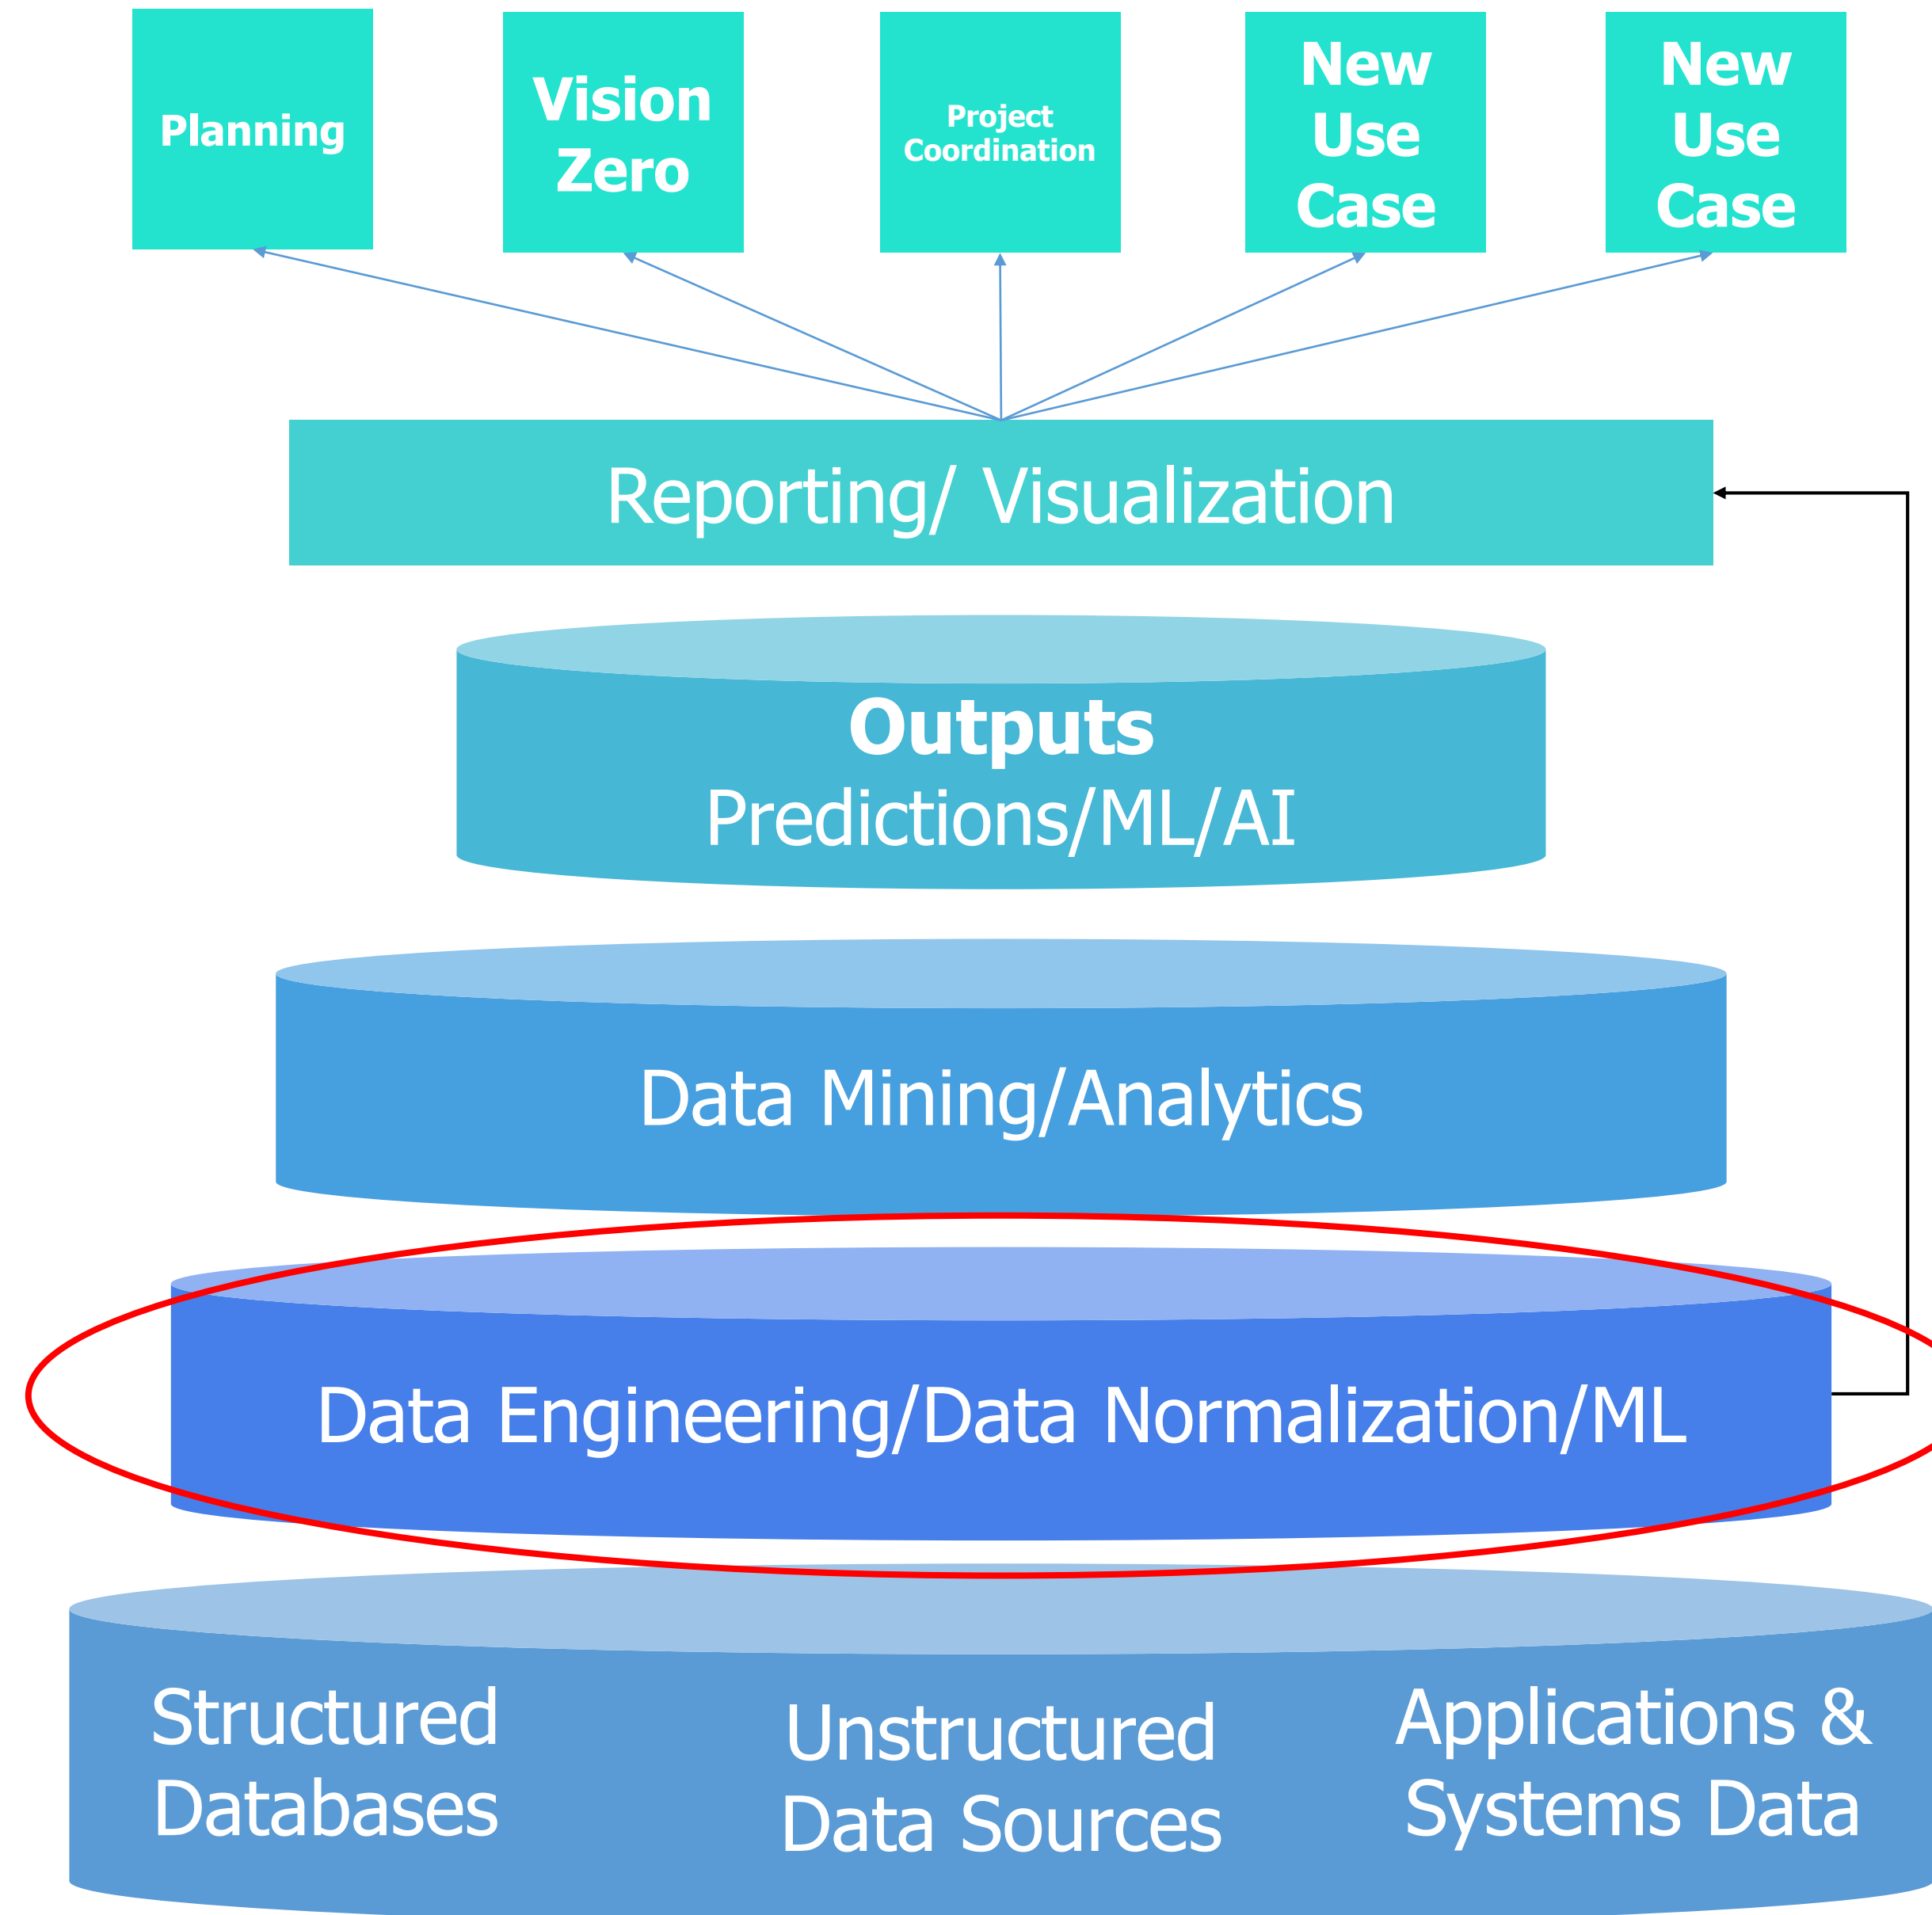 Planning
Vision
Zero
Project
Coordination
New
Use
Case
New
Use
Case
Reporting/ Visualization
Outputs
Predictions/ML/AI
Data Mining/Analytics
Data Engineering/Data Normalization/ML
Structured
Databases
Unstructured
Data Sources
Applications &
Systems Data